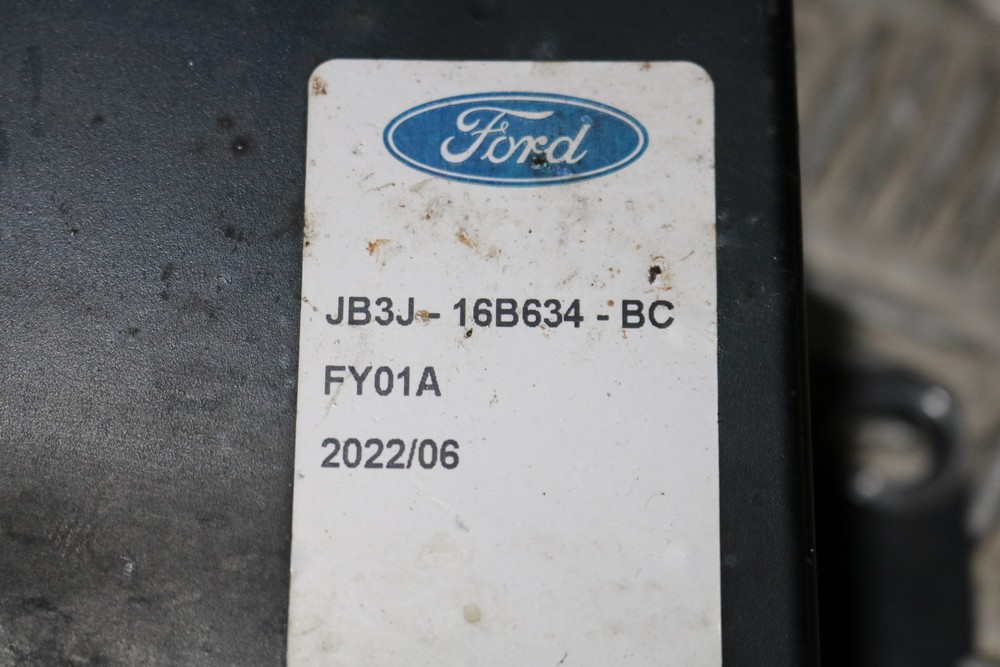 Ford
JB3J - 16B634 - BC
FY01A
2022/06